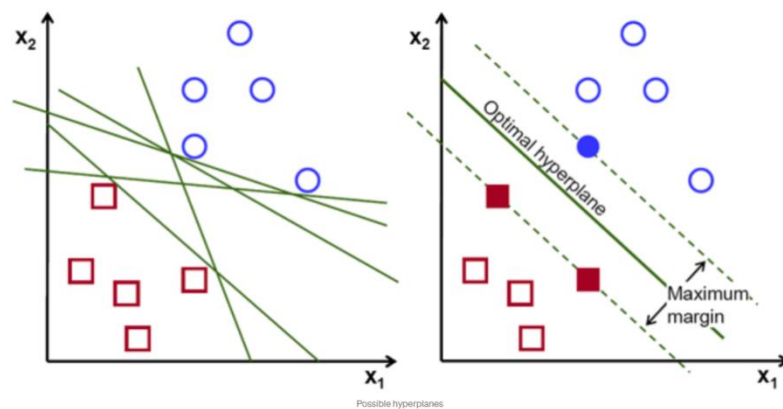 X2
X1
X2
Optimal hyperplane
Maximum
margin
X1
Possible hyperplanes